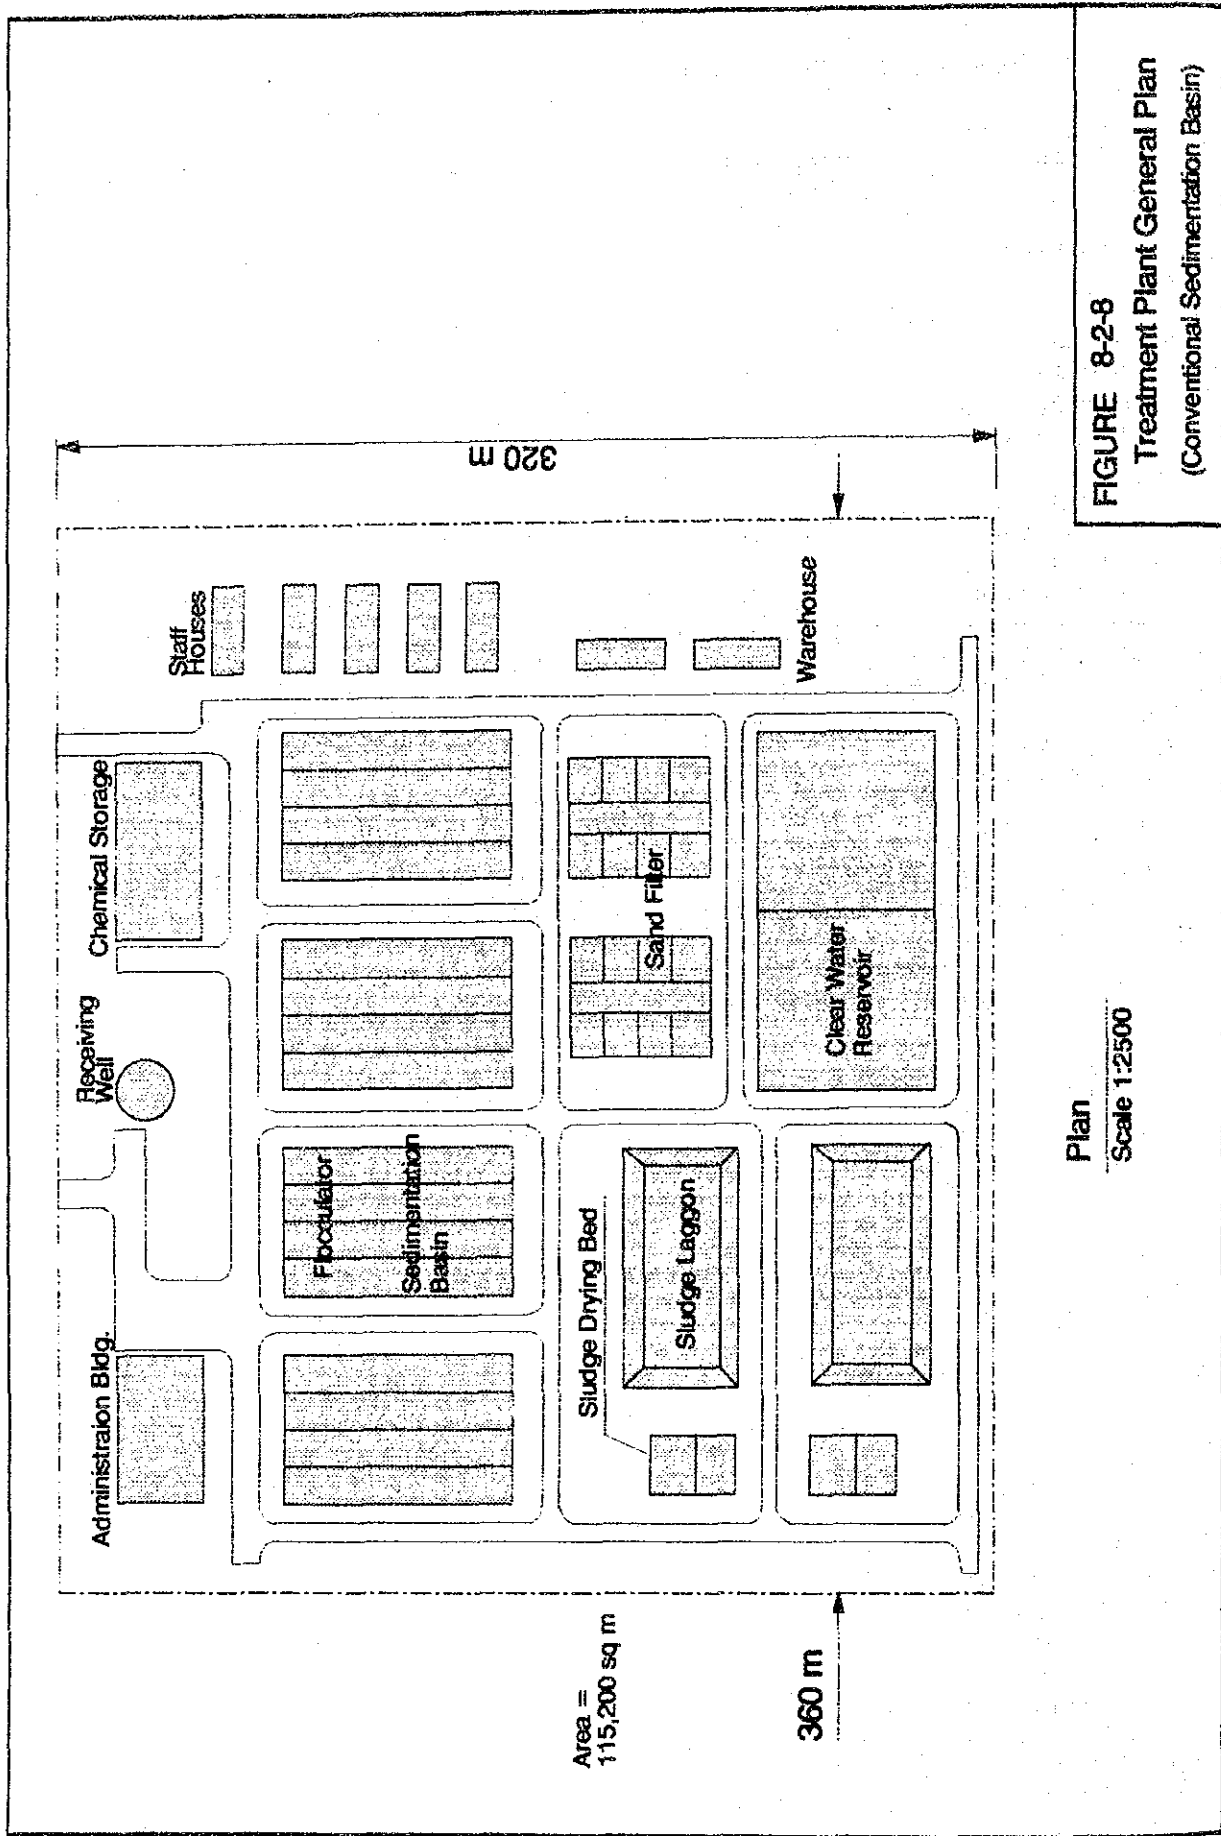 Administraion Bldg.
Receiving
Well
Chemical Storage
Staff
Houses
Flocculator
Sedimentation
Basin
Sludge Drying Bed
Sludge Laggon
Sand Filter
Clear Water
Reservoir
Warehouse
320 m
Area =
115,200 sq m
360 m
Plan
Scale 1:2500
FIGURE 8-2-8
Treatment Plant General Plan
(Conventional Sedimentation Basin)